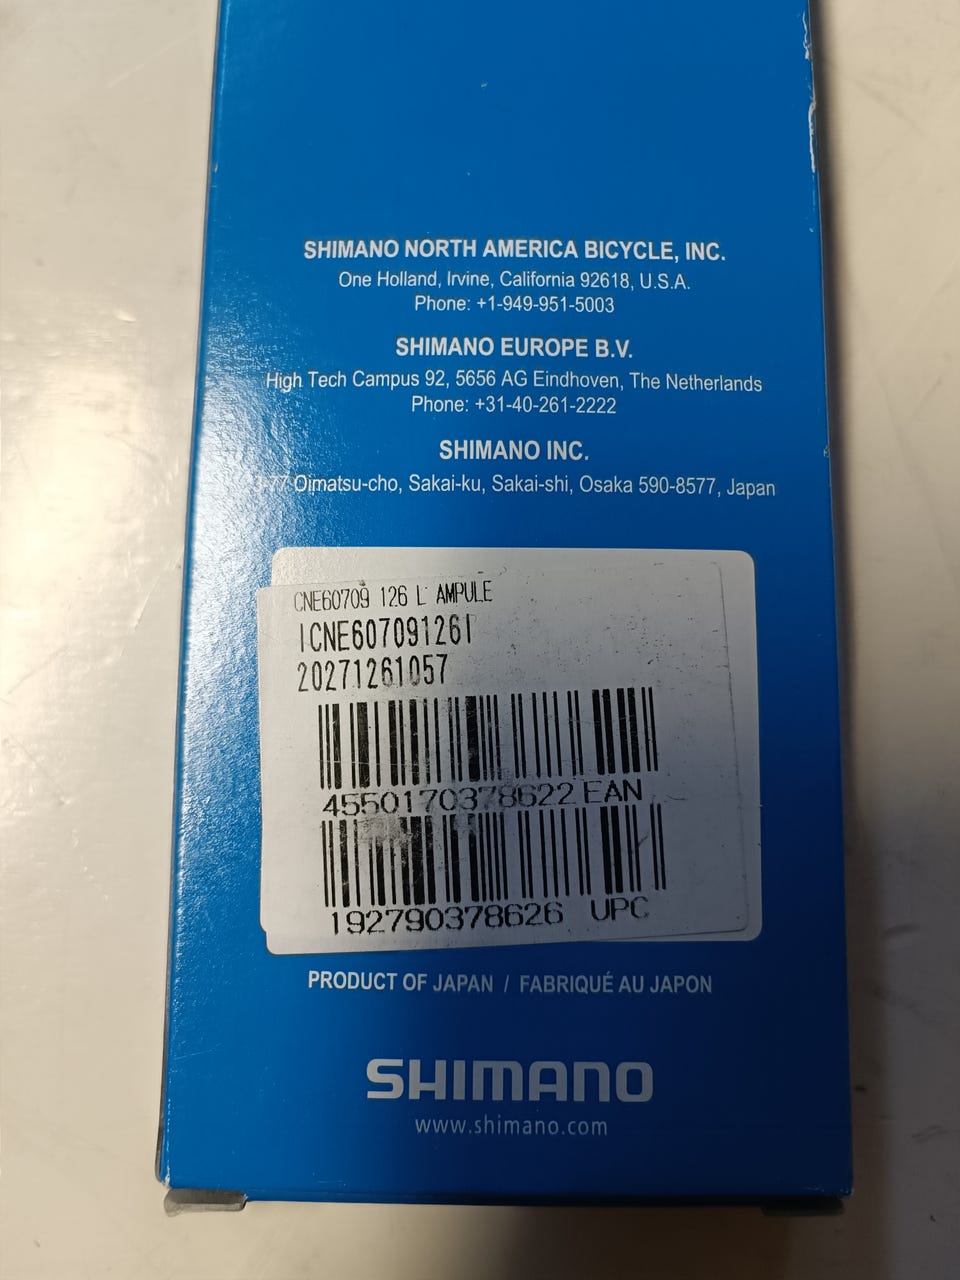 SHIMANO NORTH AMERICA BICYCLE, INC.
One Holland, Irvine, California 92618, U.S.A.
Phone: +1-949-951-5003
SHIMANO EUROPE B.V.
High Tech Campus 92, 5656 AG Eindhoven, The Netherlands
Phone: +31-40-261-2222
SHIMANO INC.
77 Oimatsu-cho, Sakai-ku, Sakai-shi, Osaka 590-8577, Japan
CNE60709 126 L AMPULE
ICNE60709126I
20271261057
4550170378622 EAN
192790378626 UPC
PRODUCT OF JAPAN / FABRIQUÉ AU JAPON
SHIMANO
www.shimano.com